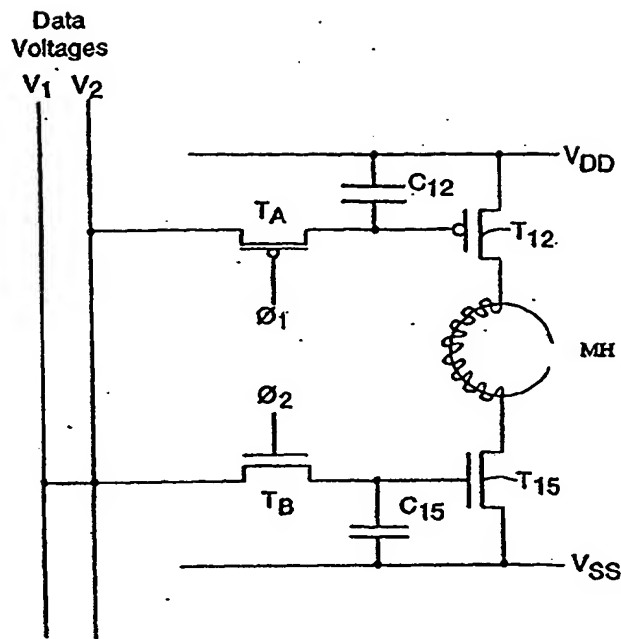 Data
Voltages
V1 V2
VDD
C12
TA
T12
Ø1
MH
Ø2
T15
TB
C15
VSS